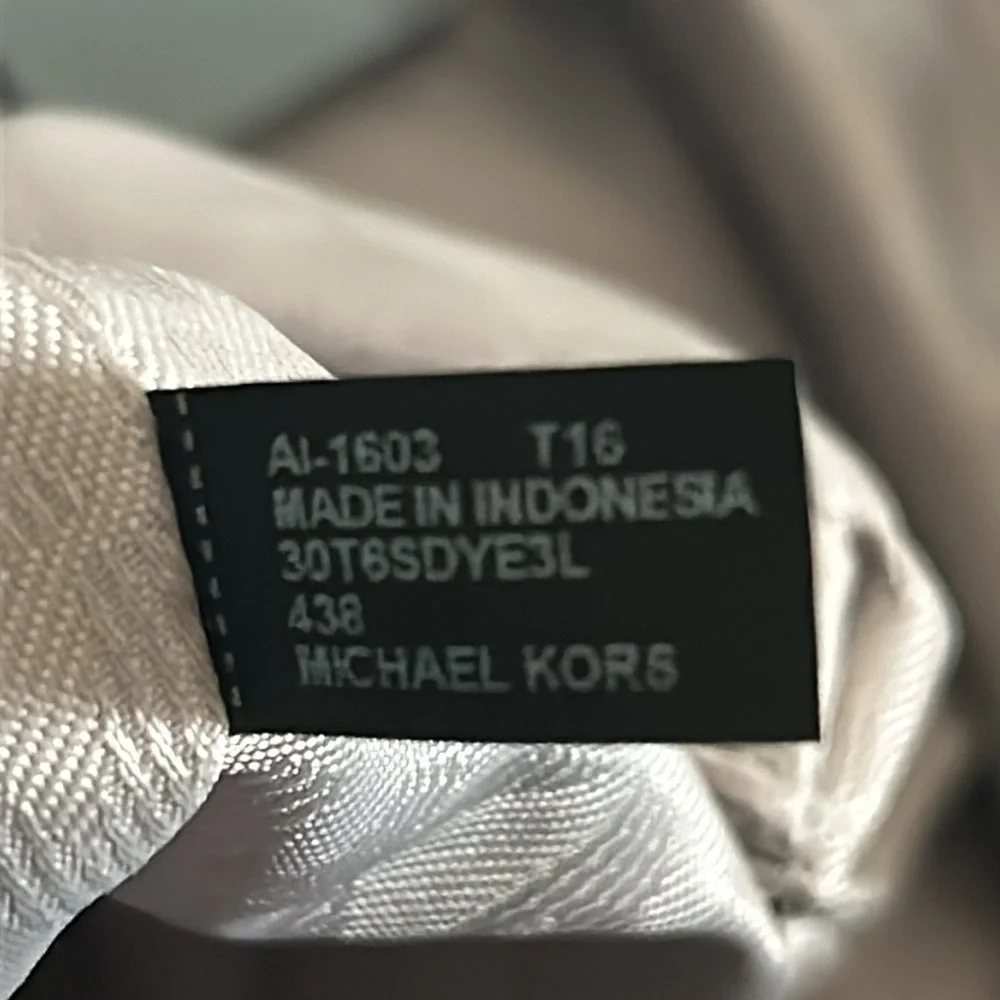 AI-1603 T16
MADE IN INDONESIA
30T6SDYE3L
438
MICHAEL KORS